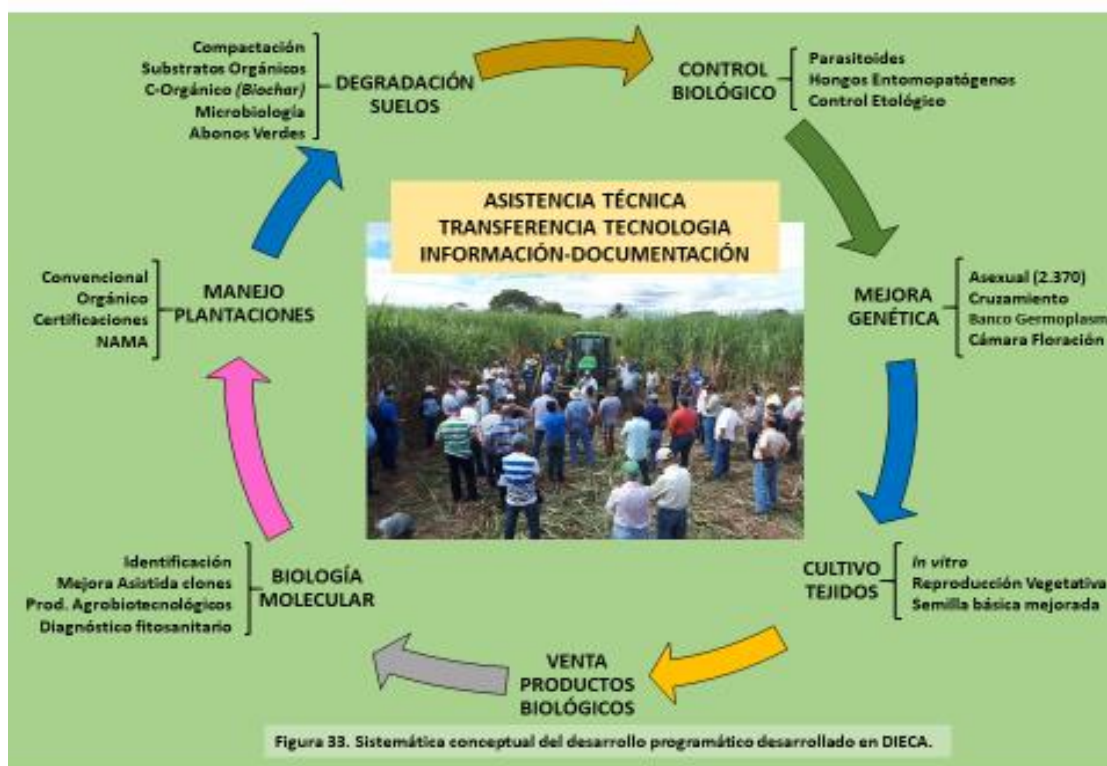 Compactación
Substratos Orgánicos
C-Orgánico (Biochar)
Microbiología
Abonos Verdes
DEGRADACIÓN
SUELOS
CONTROL
BIOLÓGICO
Parasitoides
Hongos Entomopatógenos
Control Etológico
ASISTENCIA TÉCNICA
TRANSFERENCIA TECNOLOGIA
INFORMACIÓN-DOCUMENTACIÓN
Convencional
Orgánico
Certificaciones
NAMA
MANEJO
PLANTACIONES
MEJORA
GENÉTICA
Asexual (2.370)
Cruzamiento
Banco Germoplasm
Cámara Floración
Identificación
Mejora Asistida clones
Prod. Agrobiotecnológicos
Diagnóstico fitosanitario
BIOLOGÍA
MOLECULAR
CULTIVO
TEJIDOS
In vitro
Reproducción Vegetativa
Semilla básica mejorada
VENTA
PRODUCTOS
BIOLÓGICOS
Figura 33. Sistemática conceptual del desarrollo programático desarrollado en DIECA.